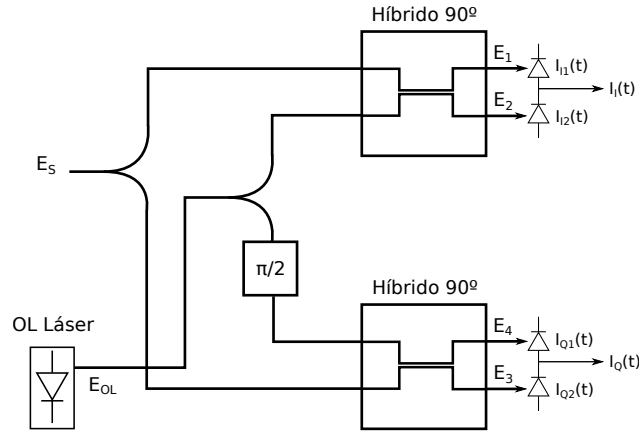 Híbrido 90º
E1
II1(t)
II(t)
E2
II2(t)
ES
π/2
Híbrido 90º
OL Láser
E4
IQ1(t)
IQ(t)
EOL
E3
IQ2(t)